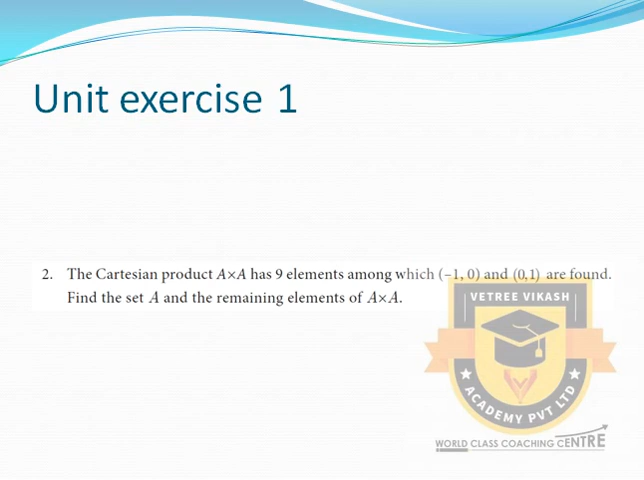 Unit exercise 1
2. The Cartesian product A×A has 9 elements among which (−1, 0) and (0,1) are found.
Find the set A and the remaining elements of A×A.
VETREE VIKASH
ACADEMY PVT LTD
WORLD CLASS COACHING CENTRE